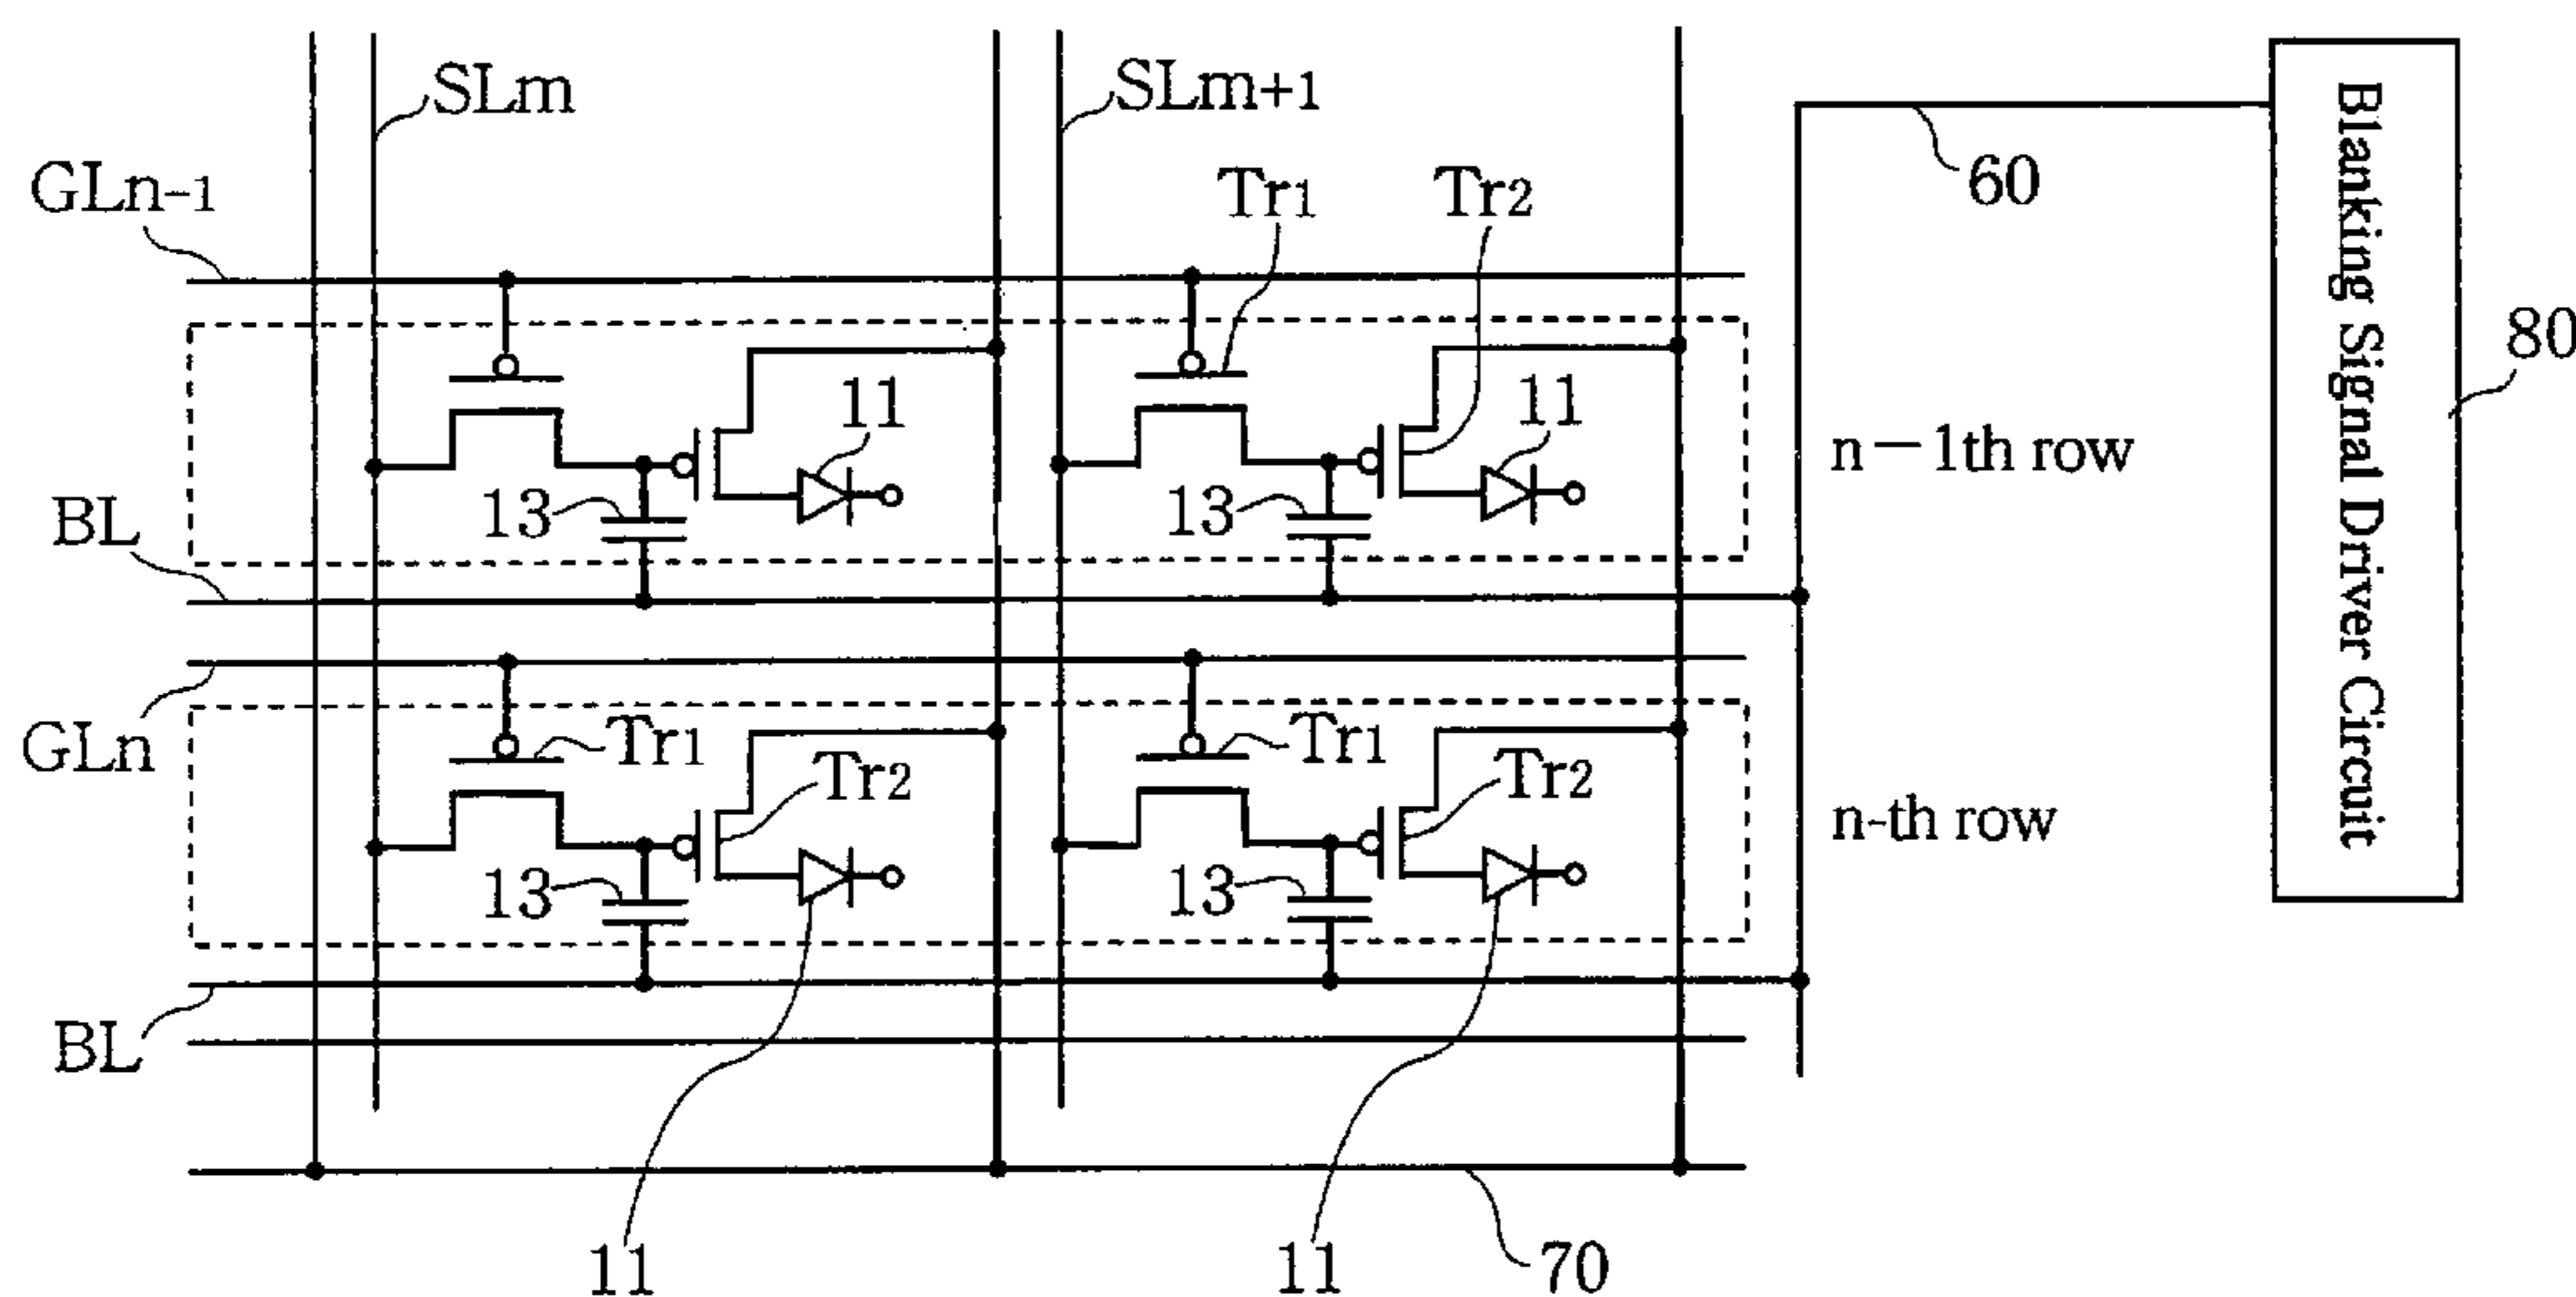 SLm
SLm+1
GLn-1
Tr1
Tr2
60
80
Blanking Signal Driver Circuit
11
11
n-1th row
13
13
BL
GLn
Tr1
Tr2
Tr1
Tr2
n-th row
13
13
BL
11
11
70